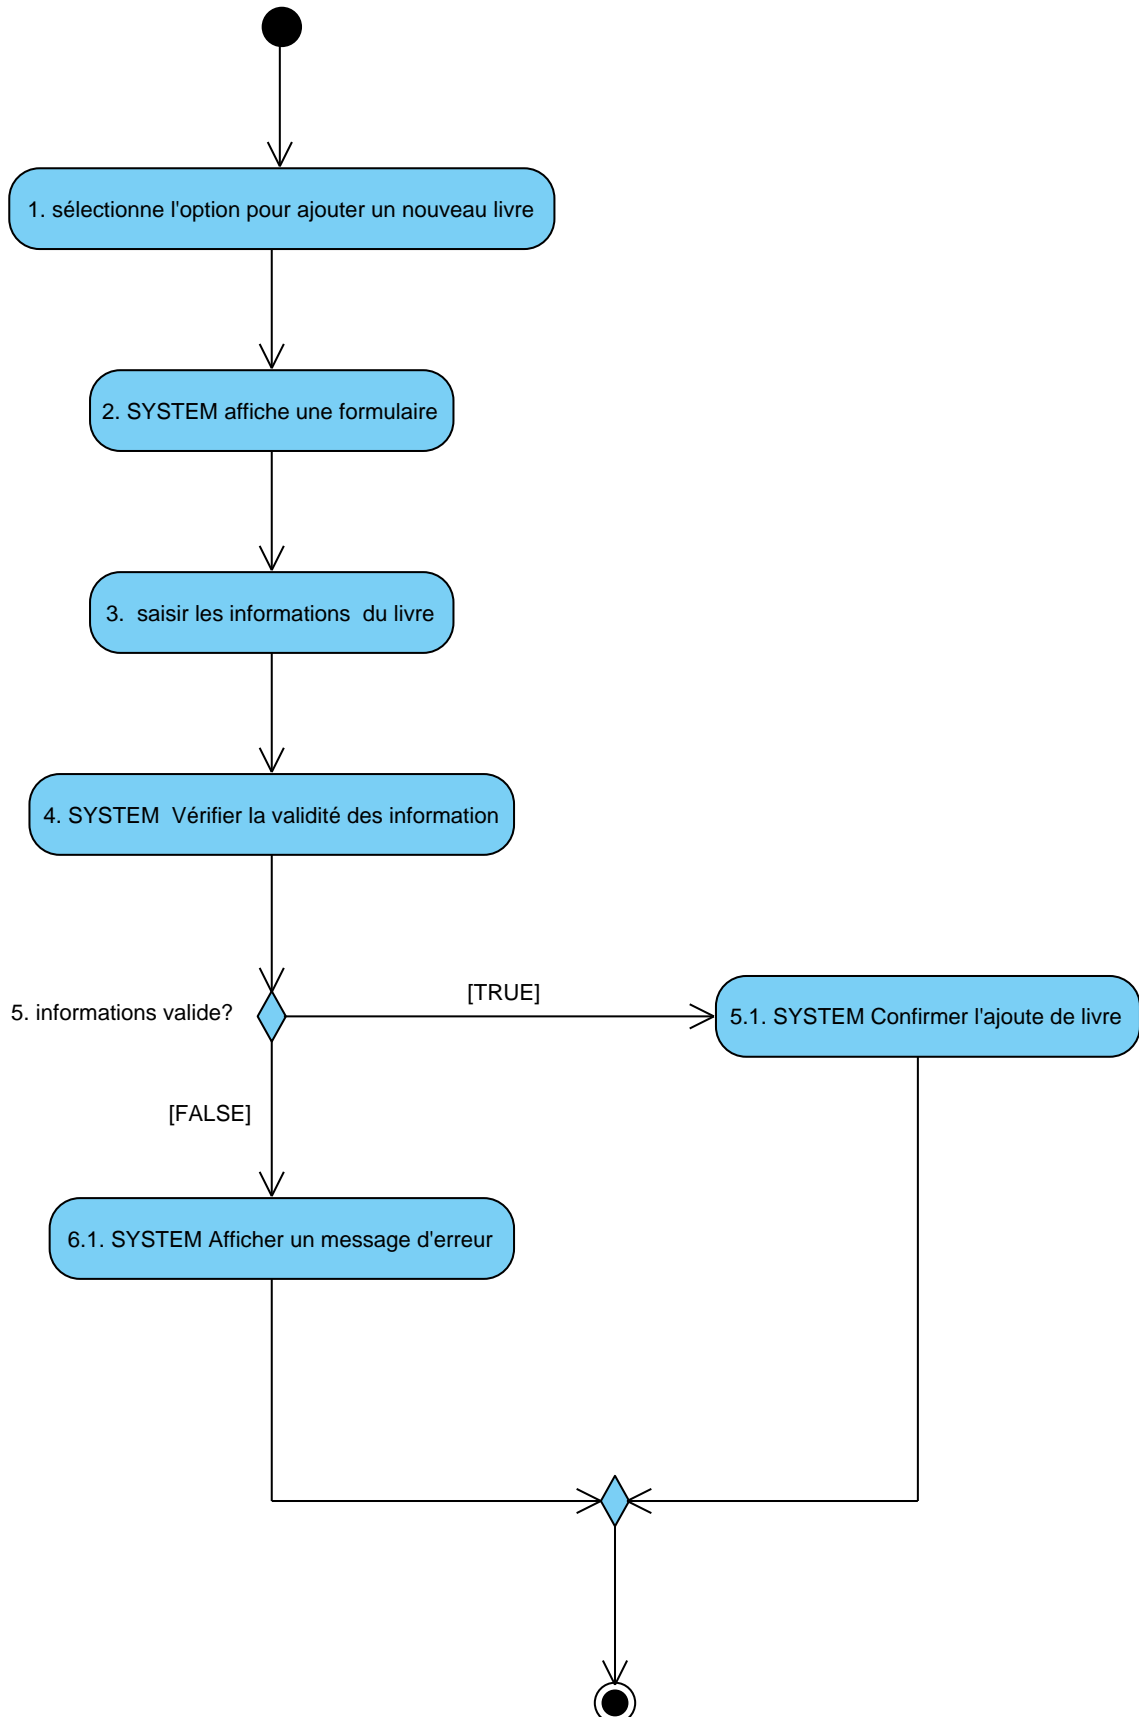 1. sélectionne l'option pour ajouter un nouveau livre
2. SYSTEM affiche une formulaire
3.  saisir les informations  du livre
4. SYSTEM  Vérifier la validité des information
5. informations valide?
[TRUE]
5.1. SYSTEM Confirmer l'ajoute de livre
[FALSE]
6.1. SYSTEM Afficher un message d'erreur